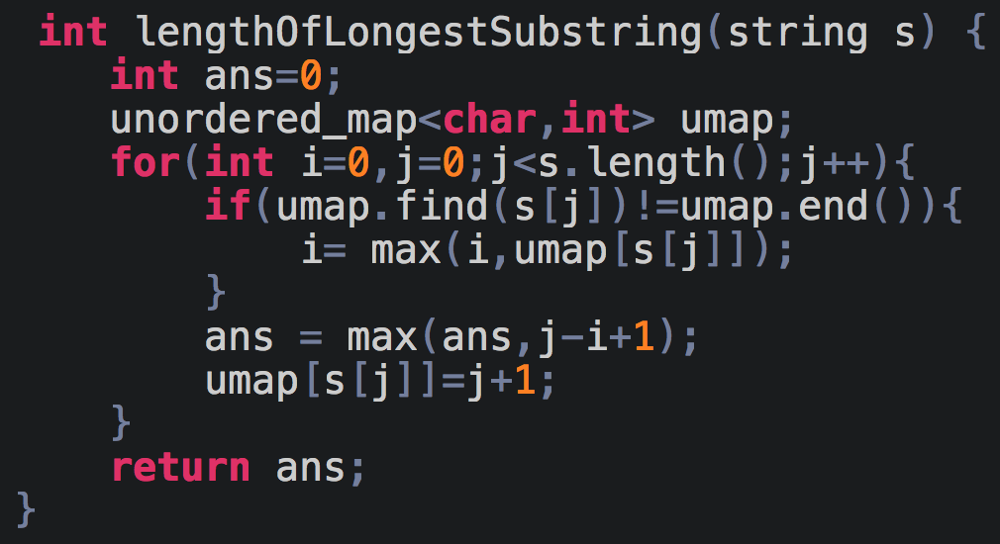 int lengthOfLongestSubstring(string s) {
    int ans=0;
    unordered_map<char,int> umap;
    for(int i=0,j=0;j<s.length();j++){
        if(umap.find(s[j])!=umap.end()){
            i= max(i,umap[s[j]]);
        }
        ans = max(ans,j-i+1);
        umap[s[j]]=j+1;
    }
    return ans;
}